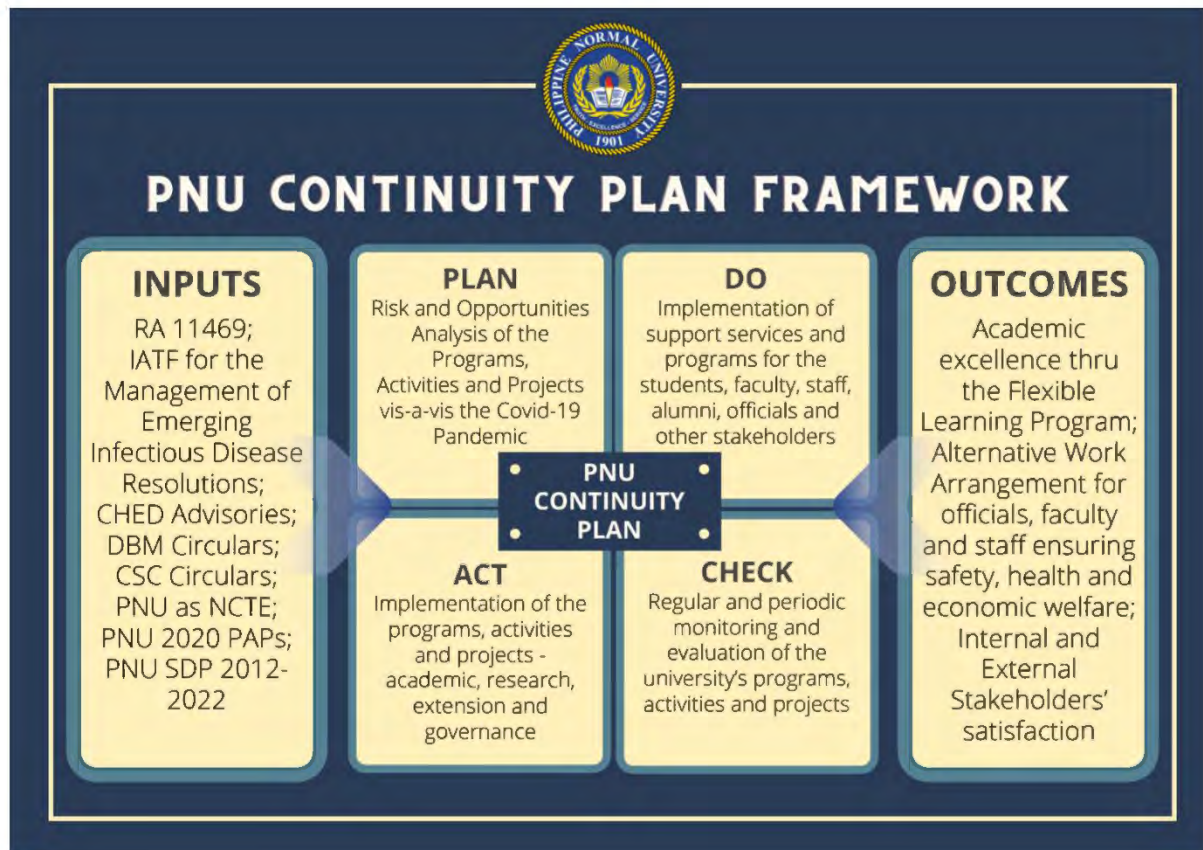 PHILIPPINE NORMAL UNIVERSITY
1901
PNU CONTINUITY PLAN FRAMEWORK
INPUTS
RA 11469;
IATF for the
Management of
Emerging
Infectious Disease
Resolutions;
CHED Advisories;
DBM Circulars;
CSC Circulars;
PNU as NCTE;
PNU 2020 PAPs;
PNU SDP 2012-
2022
PLAN
Risk and Opportunities
Analysis of the
Programs,
Activities and Projects
vis-a-vis the Covid-19
Pandemic
DO
Implementation of
support services and
programs for the
students, faculty, staff,
alumni, officials and
other stakeholders
PNU
CONTINUITY
PLAN
ACT
Implementation of the
programs, activities
and projects -
academic, research,
extension and
governance
CHECK
Regular and periodic
monitoring and
evaluation of the
university's programs,
activities and projects
OUTCOMES
Academic
excellence thru
the Flexible
Learning Program;
Alternative Work
Arrangement for
officials, faculty
and staff ensuring
safety, health and
economic welfare;
Internal and
External
Stakeholders'
satisfaction